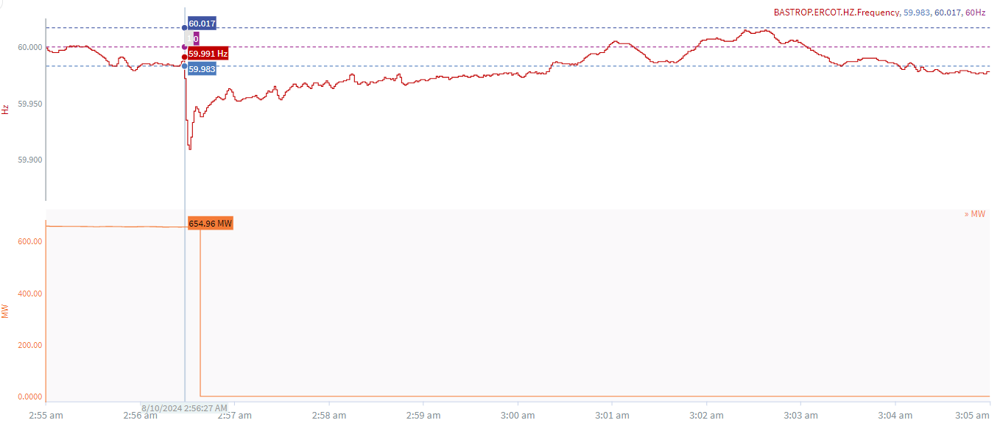 BASTROP.ERCOT.HZ.Frequency, 59.983, 60.017, 60Hz
60.017
60.000
59.991 Hz
59.983
59.950
Hz
59.900
» MW
654.96 MW
600.00
400.00
MW
200.00
0.0000
8/10/2024 2:56:27 AM
2:55 am 2:56 am 2:57 am 2:58 am 2:59 am 3:00 am 3:01 am 3:02 am 3:03 am 3:04 am 3:05 am